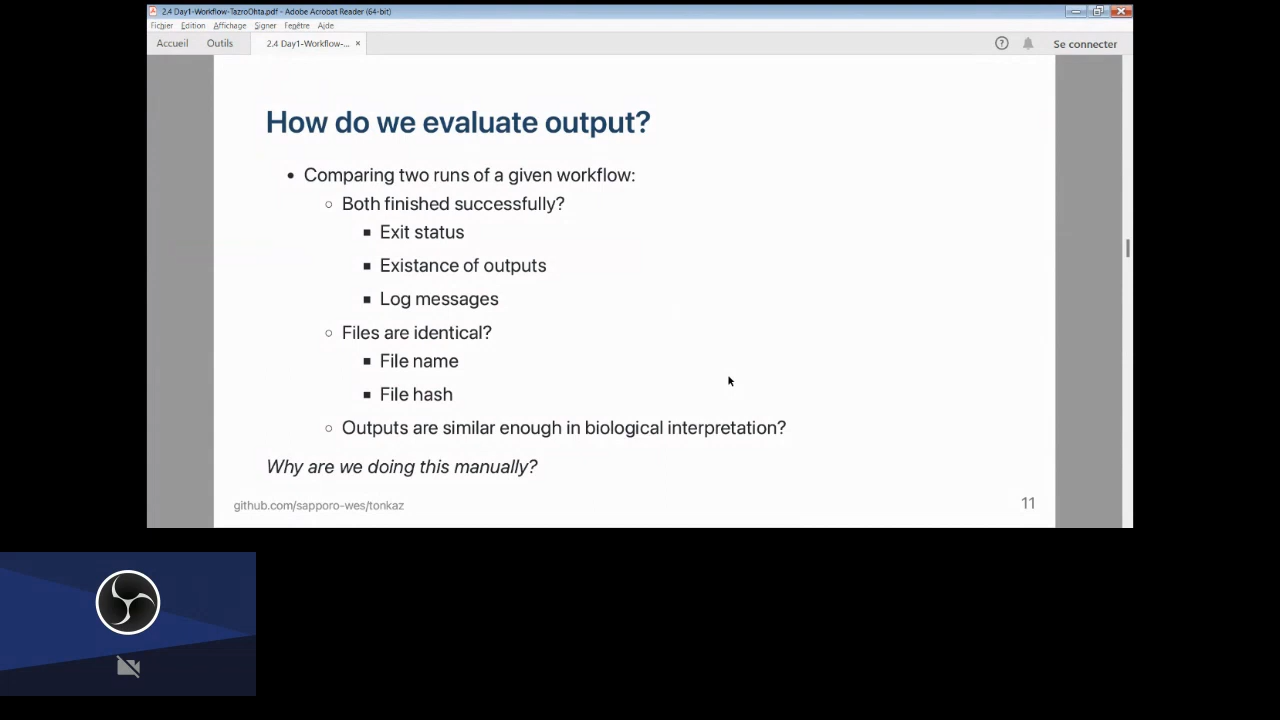 2.4 Day1-Workflow-TazroOhta.pdf - Adobe Acrobat Reader (64-bit)
Fichier Edition Affichage Signer Fenêtre Aide
Accueil Outils 2.4 Day1-Workflow-... × ? Se connecter
How do we evaluate output?
• Comparing two runs of a given workflow:
○ Both finished successfully?
▪ Exit status
▪ Existance of outputs
▪ Log messages
○ Files are identical?
▪ File name
▪ File hash
○ Outputs are similar enough in biological interpretation?
Why are we doing this manually?
github.com/sapporo-wes/tonkaz 11